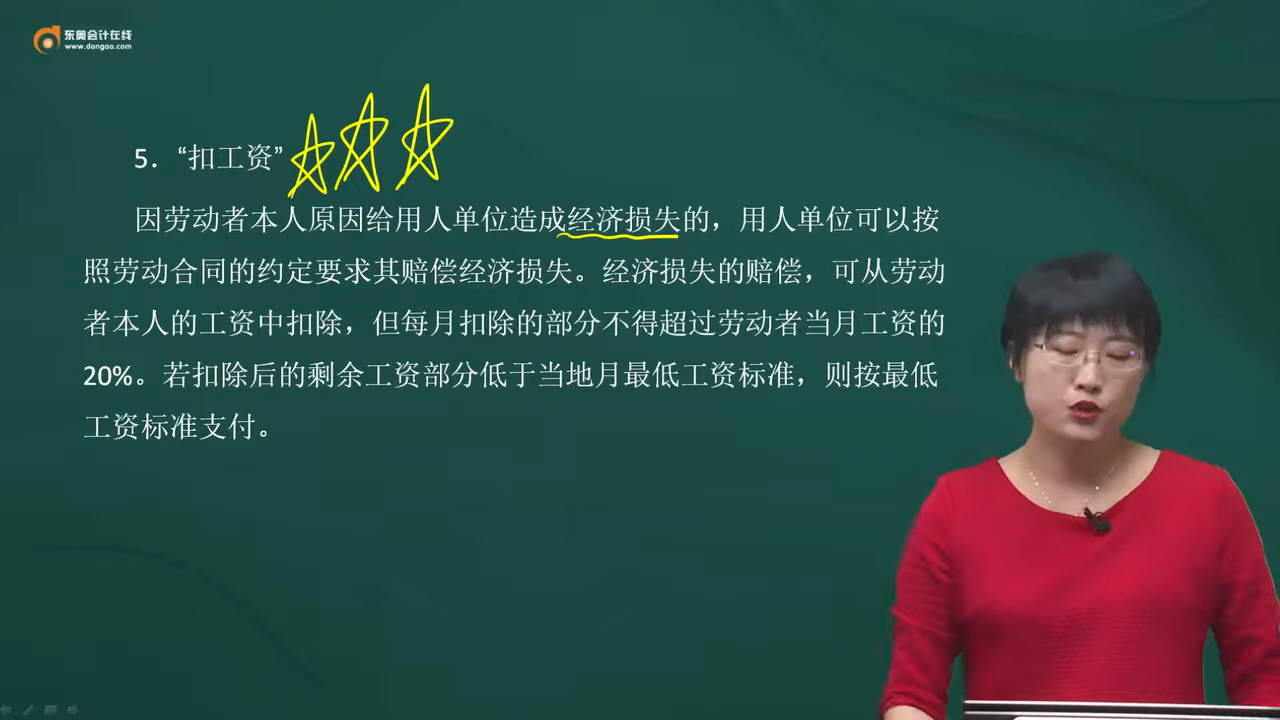 东奥会计在线
www.dongao.com
5. “扣工资”
因劳动者本人原因给用人单位造成经济损失的，用人单位可以按
照劳动合同的约定要求其赔偿经济损失。经济损失的赔偿，可从劳动
者本人的工资中扣除，但每月扣除的部分不得超过劳动者当月工资的
20%。若扣除后的剩余工资部分低于当地月最低工资标准，则按最低
工资标准支付。